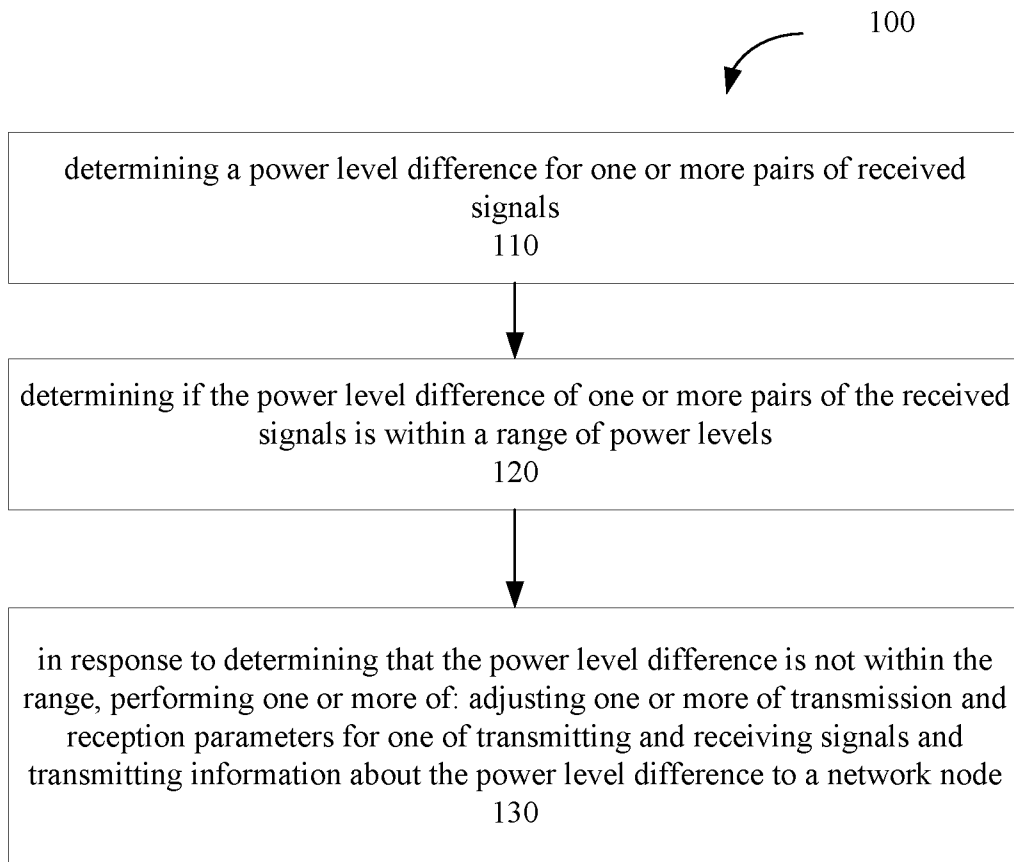 100
determining a power level difference for one or more pairs of received
signals
110
determining if the power level difference of one or more pairs of the received
signals is within a range of power levels
120
in response to determining that the power level difference is not within the
range, performing one or more of: adjusting one or more of transmission and
reception parameters for one of transmitting and receiving signals and
transmitting information about the power level difference to a network node
130